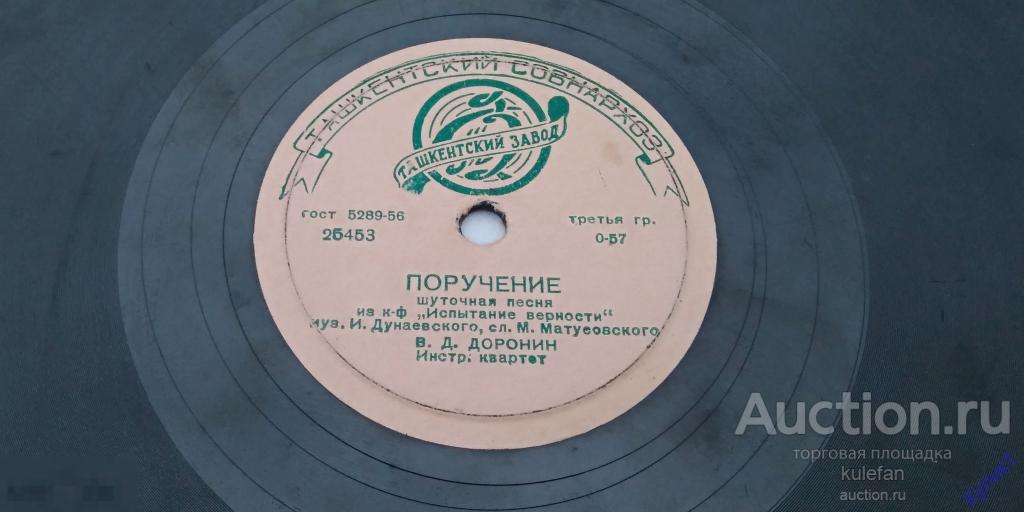 ТАШКЕНТСКИЙ СОВНАРХОЗ
ТАШКЕНТСКИЙ ЗАВОД
гост 5289-56
25453
третья гр.
0-57
ПОРУЧЕНИЕ
шуточная песня
из к-ф „Испытание верности“
муз. И. Дунаевского, сл. М. Матусовского
В. Д. ДОРОНИН
Инстр. квартет
Auction.ru
торговая площадка
kulefan
auction.ru